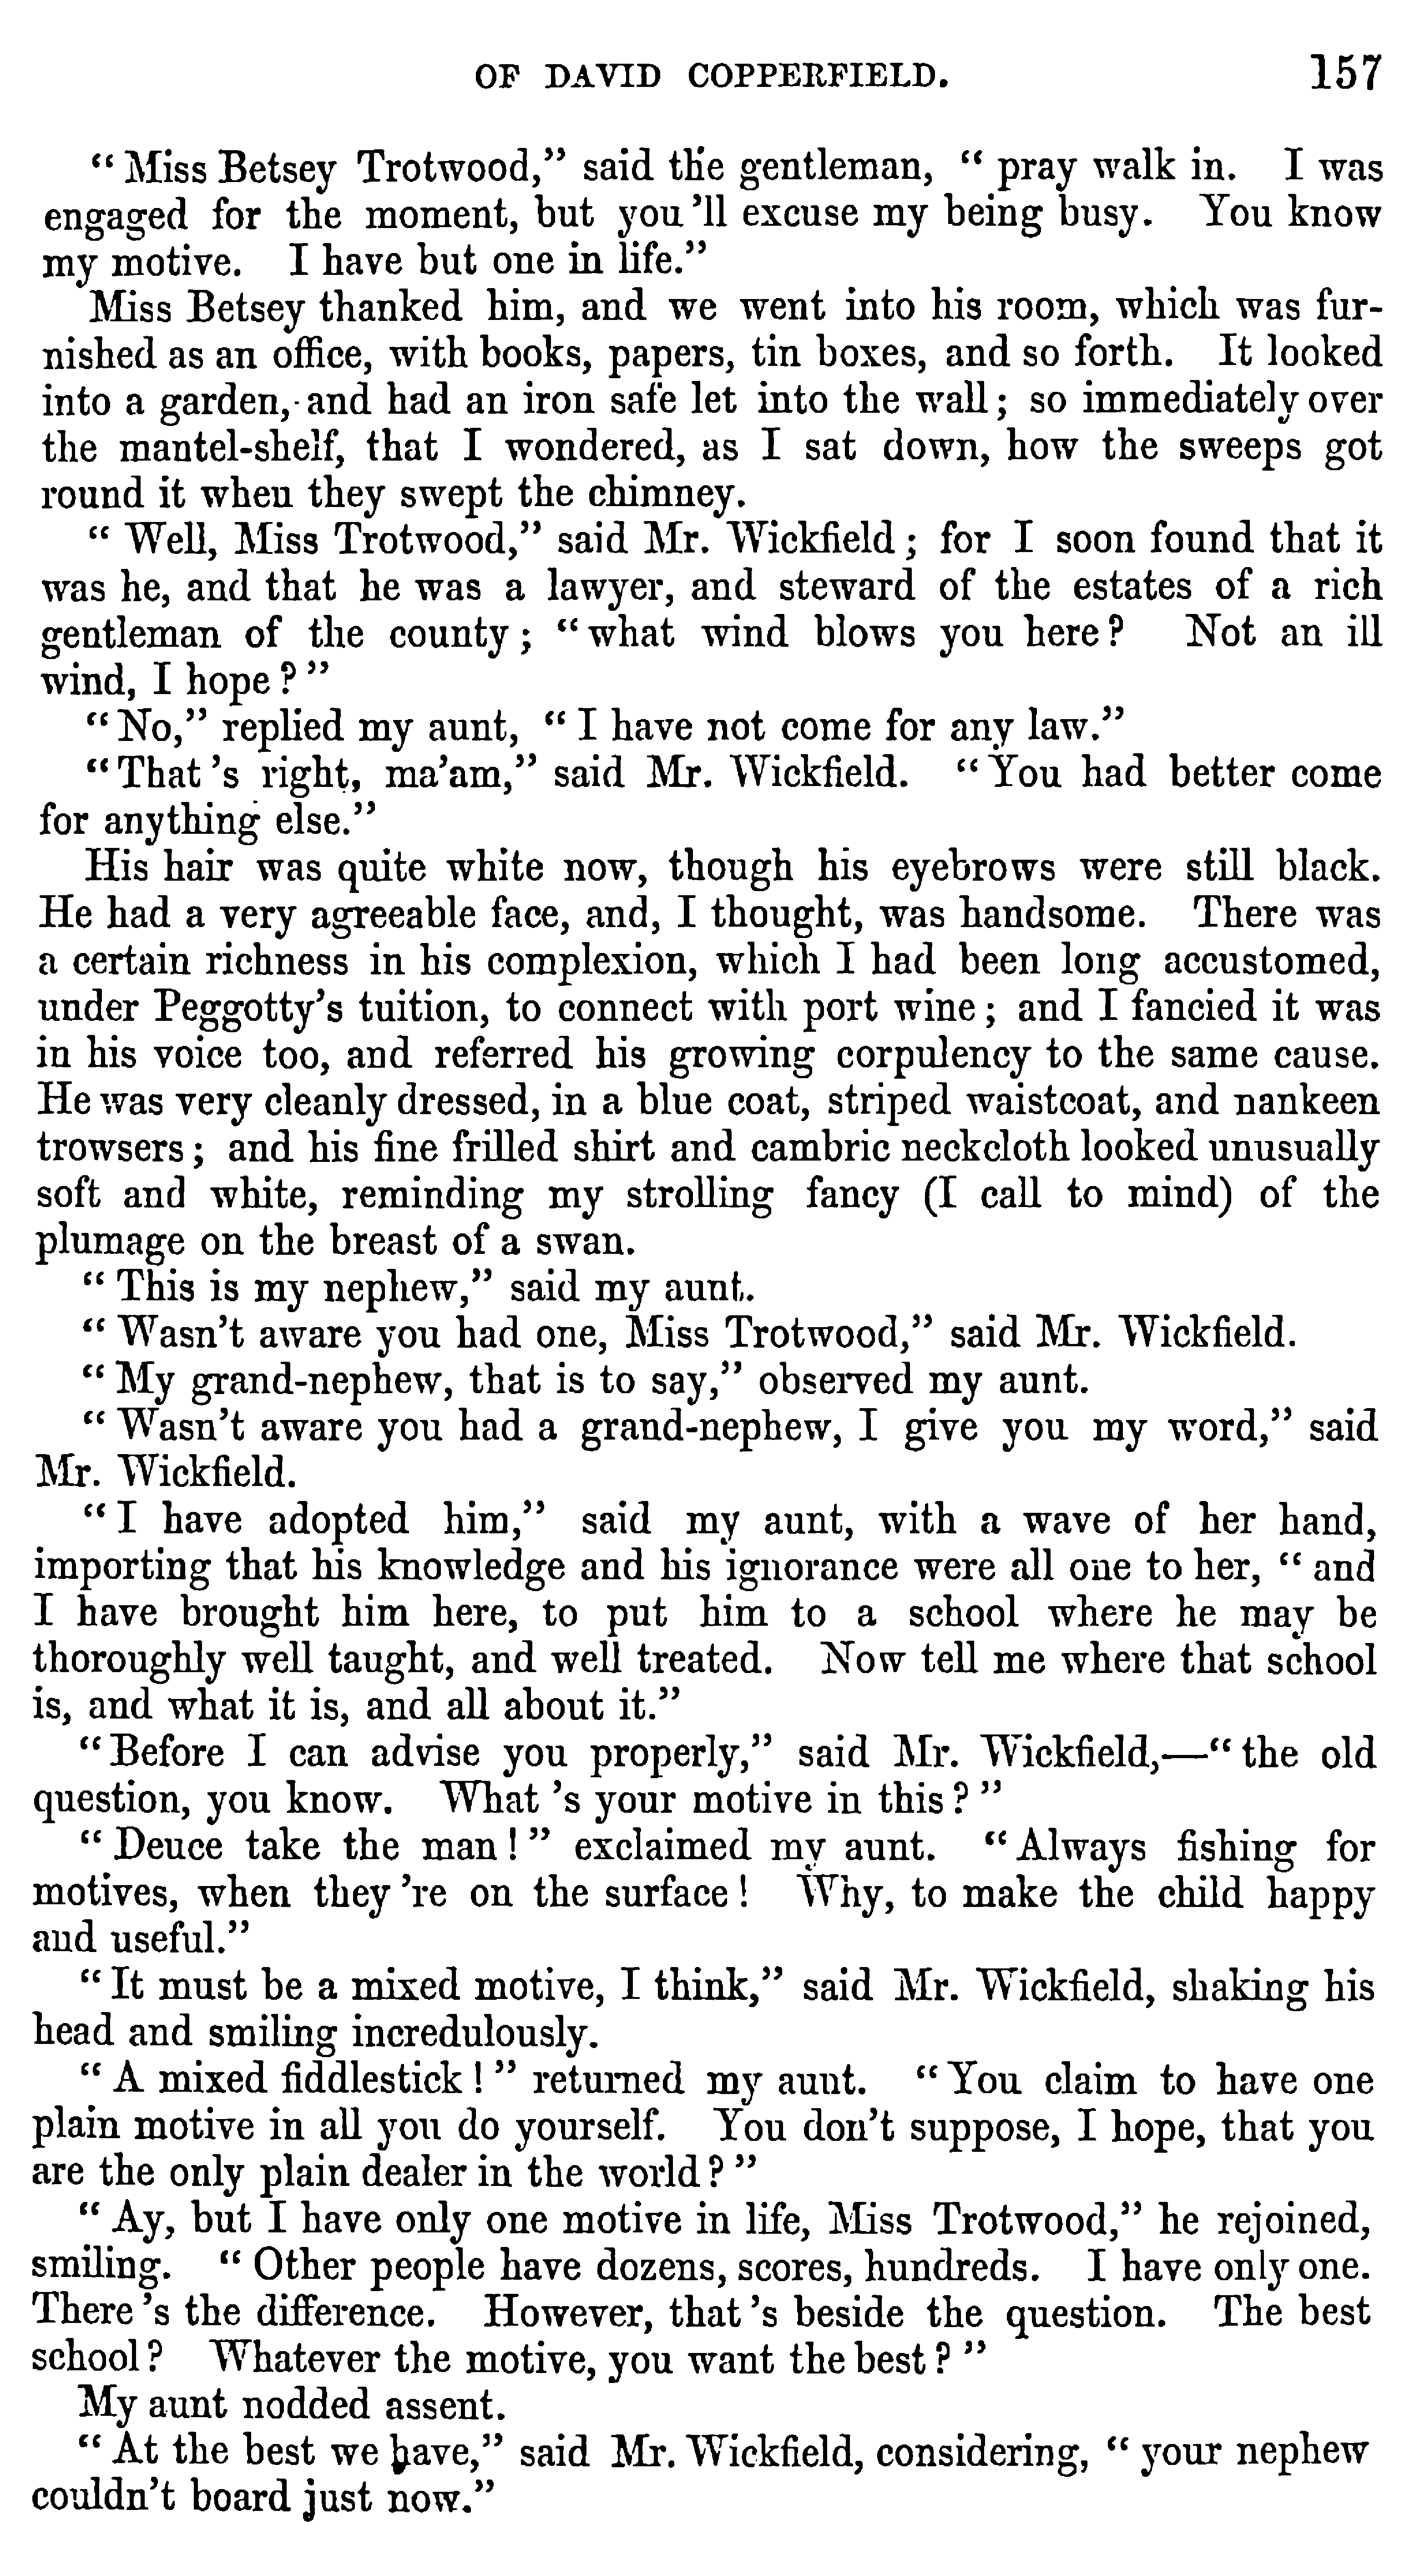 OF DAVID COPPERFIELD. 157
“Miss Betsey Trotwood,” said the gentleman, “pray walk in. I was
engaged for the moment, but you'll excuse my being busy. You know
my motive. I have but one in life.”
Miss Betsey thanked him, and we went into his room, which was fur-
nished as an office, with books, papers, tin boxes, and so forth. It looked
into a garden, and had an iron safe let into the wall; so immediately over
the mantel-shelf, that I wondered, as I sat down, how the sweeps got
round it when they swept the chimney.
“Well, Miss Trotwood,” said Mr. Wickfield; for I soon found that it
was he, and that he was a lawyer, and steward of the estates of a rich
gentleman of the county; “what wind blows you here? Not an ill
wind, I hope?”
“No,” replied my aunt, “I have not come for any law.”
“That's right, ma'am,” said Mr. Wickfield. “You had better come
for anything else.”
His hair was quite white now, though his eyebrows were still black.
He had a very agreeable face, and, I thought, was handsome. There was
a certain richness in his complexion, which I had been long accustomed,
under Peggotty's tuition, to connect with port wine; and I fancied it was
in his voice too, and referred his growing corpulency to the same cause.
He was very cleanly dressed, in a blue coat, striped waistcoat, and nankeen
trowsers; and his fine frilled shirt and cambric neckcloth looked unusually
soft and white, reminding my strolling fancy (I call to mind) of the
plumage on the breast of a swan.
“This is my nephew,” said my aunt.
“Wasn't aware you had one, Miss Trotwood,” said Mr. Wickfield.
“My grand-nephew, that is to say,” observed my aunt.
“Wasn't aware you had a grand-nephew, I give you my word,” said
Mr. Wickfield.
“I have adopted him,” said my aunt, with a wave of her hand,
importing that his knowledge and his ignorance were all one to her, “and
I have brought him here, to put him to a school where he may be
thoroughly well taught, and well treated. Now tell me where that school
is, and what it is, and all about it.”
“Before I can advise you properly,” said Mr. Wickfield,—“the old
question, you know. What's your motive in this?”
“Deuce take the man!” exclaimed my aunt. “Always fishing for
motives, when they're on the surface! Why, to make the child happy
and useful.”
“It must be a mixed motive, I think,” said Mr. Wickfield, shaking his
head and smiling incredulously.
“A mixed fiddlestick!” returned my aunt. “You claim to have one
plain motive in all you do yourself. You don't suppose, I hope, that you
are the only plain dealer in the world?”
“Ay, but I have only one motive in life, Miss Trotwood,” he rejoined,
smiling. “Other people have dozens, scores, hundreds. I have only one.
There's the difference. However, that's beside the question. The best
school? Whatever the motive, you want the best?”
My aunt nodded assent.
“At the best we have,” said Mr. Wickfield, considering, “your nephew
couldn't board just now.”